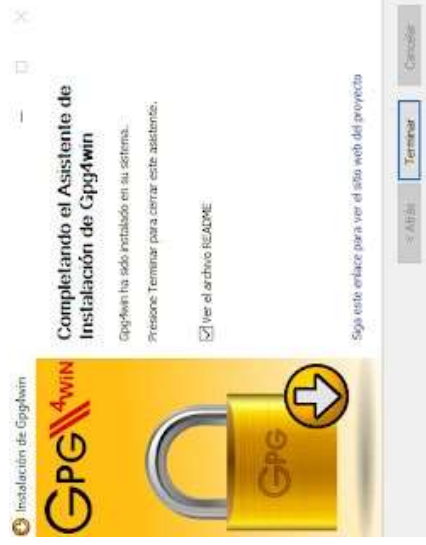 Instalación de Gpg4win
GPG4WiN
GPG
Completando el Asistente de
Instalación de Gpg4win
Gpg4win ha sido instalado en su sistema.
Presione Terminar para cerrar este asistente.
Ver el archivo README
Siga este enlace para ver el sitio web del proyecto
< Atrás
Terminar
Cancelar